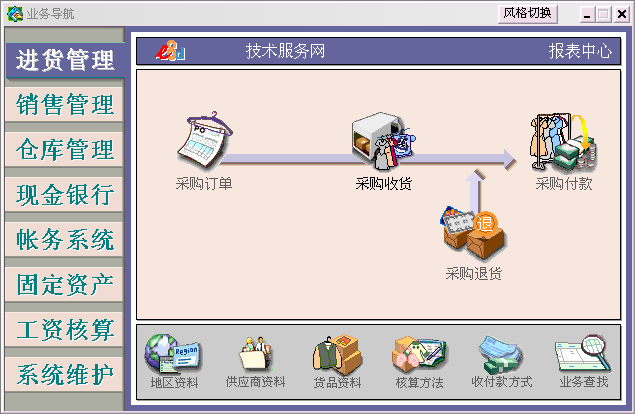 业务导航
风格切换
进货管理
销售管理
仓库管理
现金银行
帐务系统
固定资产
工资核算
系统维护
技术服务网
报表中心
PO
采购订单
采购收货
采购付款
退
采购退货
Region
地区资料
供应商资料
货品资料
核算方法
收付款方式
业务查找